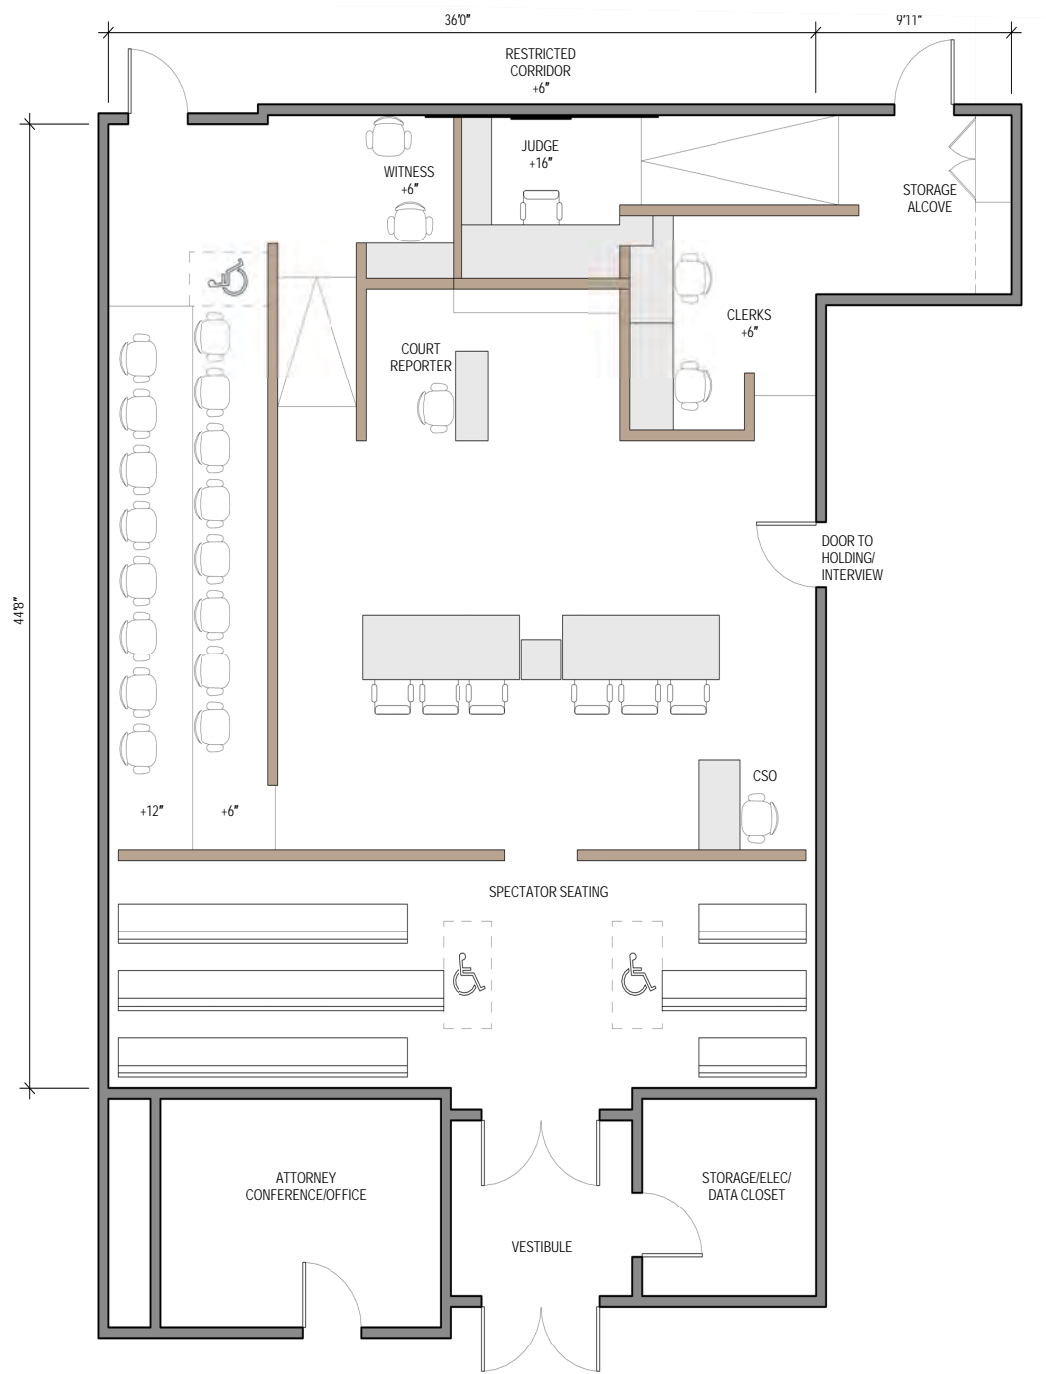 36'0"
9'11"
RESTRICTED
CORRIDOR
+6"
JUDGE
+16"
WITNESS
+6"
STORAGE
ALCOVE
CLERKS
+6"
COURT
REPORTER
DOOR TO
HOLDING/
INTERVIEW
44'8"
CSO
+12"
+6"
SPECTATOR SEATING
ATTORNEY
CONFERENCE/OFFICE
STORAGE/ELEC/
DATA CLOSET
VESTIBULE